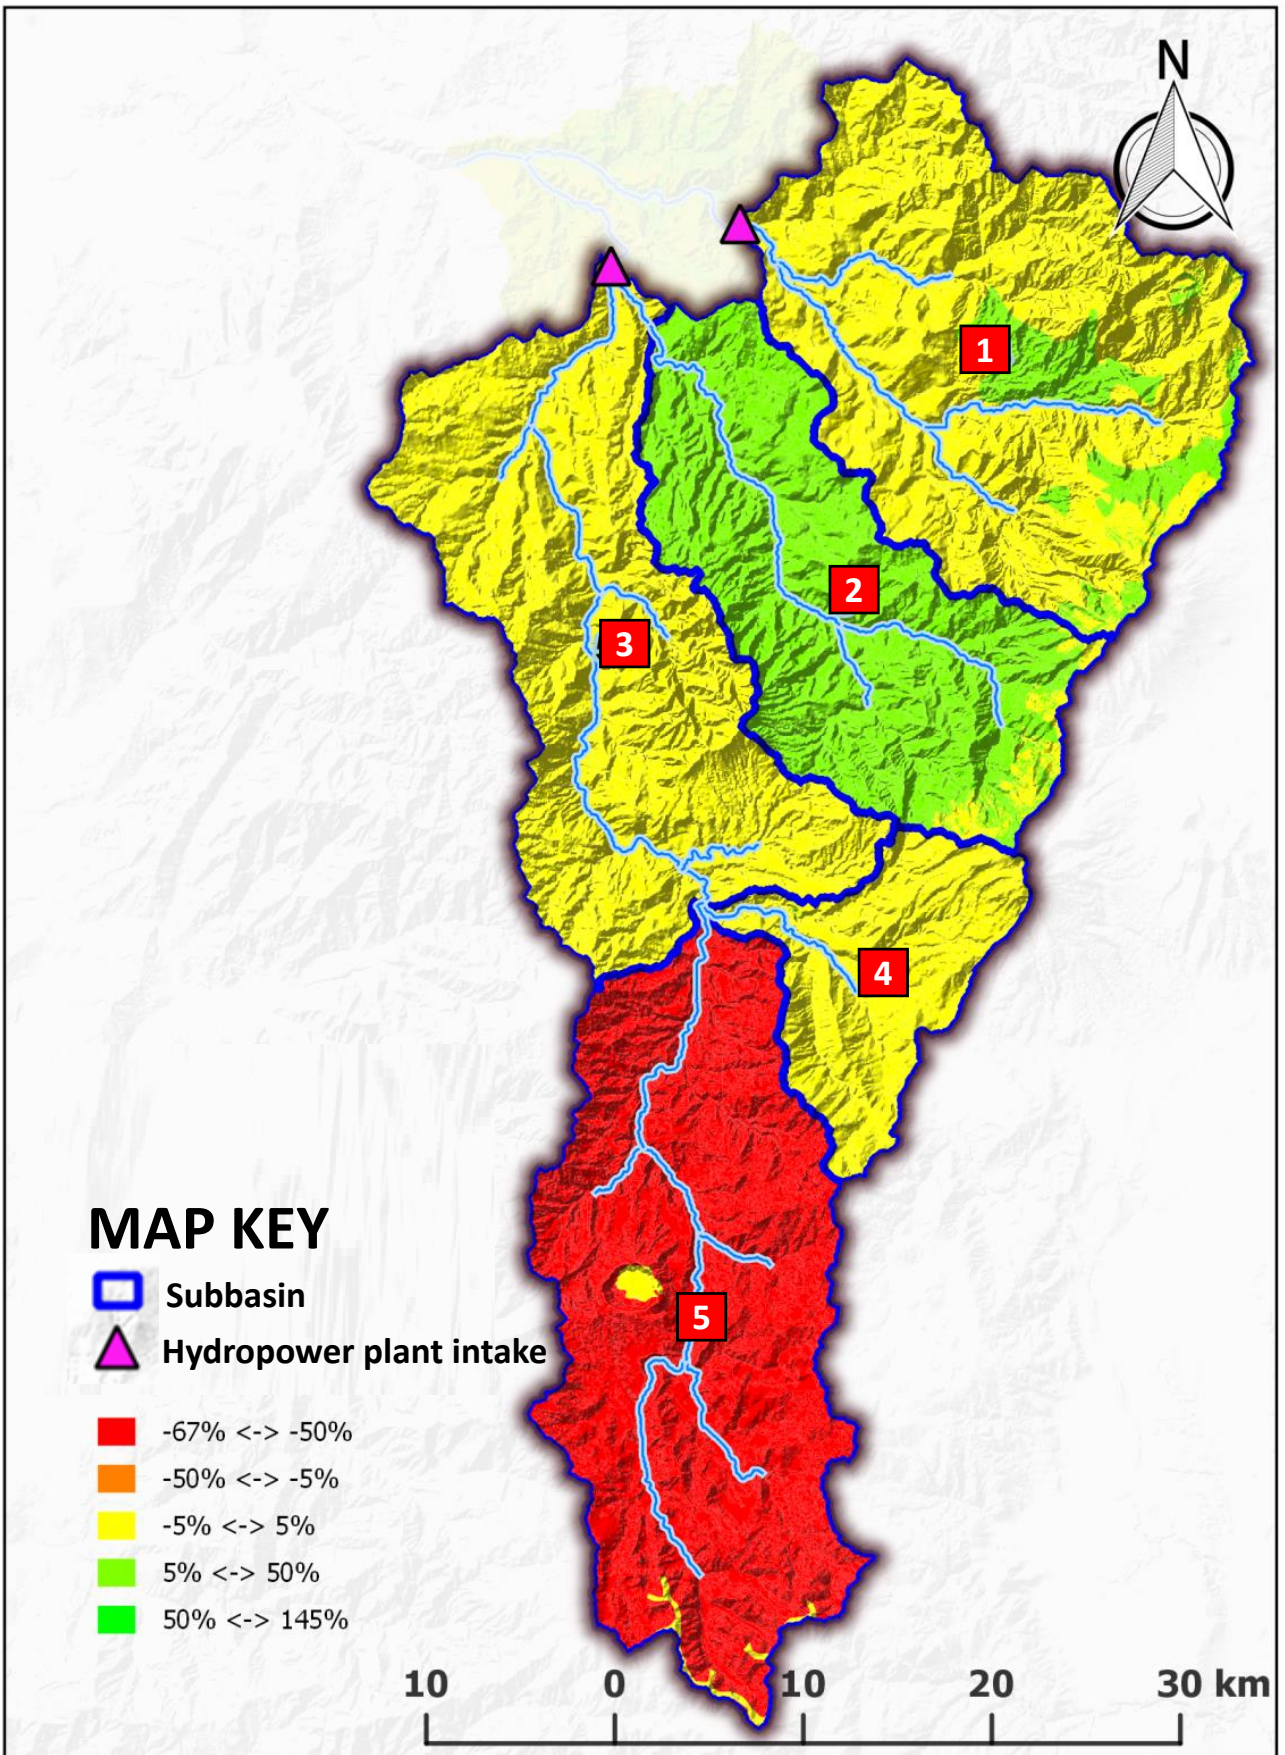 N
1
2
3
4
5
MAP KEY
Subbasin
Hydropower plant intake
-67% <-> -50%
-50% <-> -5%
-5% <-> 5%
5% <-> 50%
50% <-> 145%
10 0 10 20 30 km